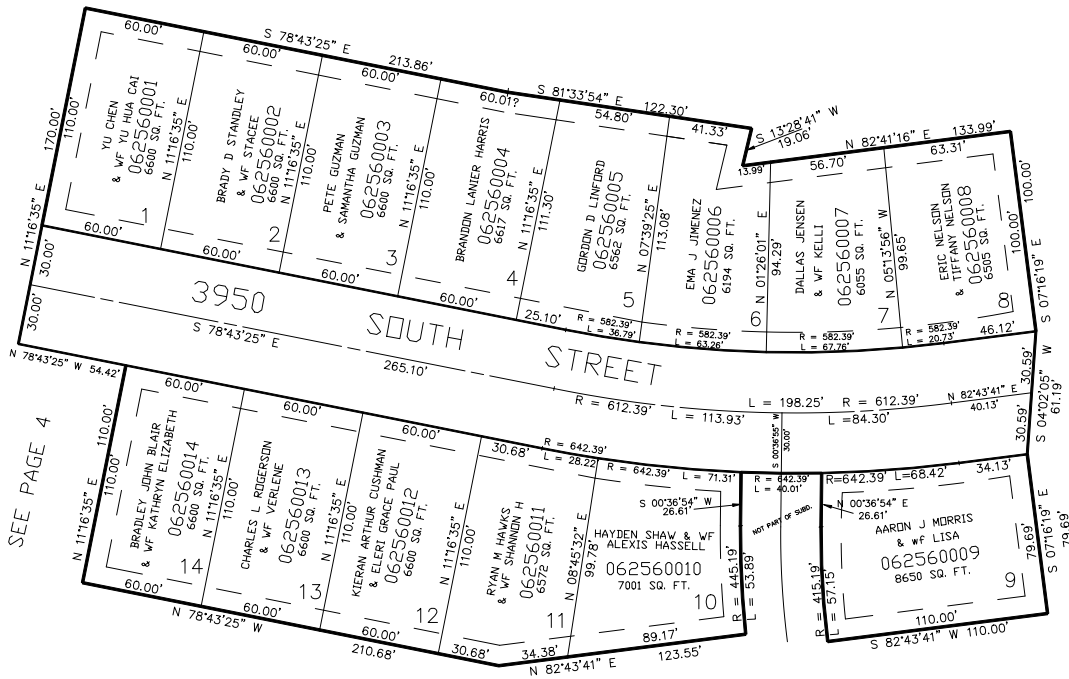 60.00'
S 78°43'25" E
213.86'
60.00'
60.00'
60.00'
60.01?
S 81°33'54" E
122.30'
54.80'
41.33'
S 13°28'41" W
19.06'
N 82°41'16" E 133.99'
13.99'
56.70'
63.31'
170.00'
110.00'
N 11°16'35" E
YU CHEN
& WF YU HUA CAI
062560001
6600 SQ. FT.
1
N 11°16'35" E
110.00'
BRADY D STANDLEY
& WF STACEE
062560002
6600 SQ. FT.
2
N 11°16'35" E
110.00'
PETE GUZMAN
& SAMANTHA GUZMAN
062560003
6600 SQ. FT.
3
N 11°16'35" E
110.00'
BRANDON LANIER HARRIS
062560004
6617 SQ. FT.
4
N 11°16'35" E
111.30'
GORDON D LINFORD
062560005
6562 SQ. FT.
5
N 07°39'25" E
113.08'
EMA J JIMENEZ
062560006
6194 SQ. FT.
6
N 01°26'01" E
94.29'
DALLAS JENSEN
& WF KELLI
062560007
6055 SQ. FT.
7
N 05°13'56" W
99.65'
ERIC NELSON
& TIFFANY NELSON
062560008
6505 SQ. FT.
8
100.00'
100.00'
S 07°16'19" E
60.00'
60.00'
60.00'
60.00'
25.10'
R = 582.39'
L = 36.79'
R = 582.39'
L = 63.26'
R = 582.39'
L = 67.76'
R = 582.39'
L = 20.73'
46.12'
30.00'
30.00'
3950 SOUTH STREET
S 78°43'25" E
265.10'
R = 612.39' L = 113.93'
L = 198.25' R = 612.39'
L =84.30'
N 82°43'41" E
40.13'
30.59'
30.59'
S 04°02'05" W
61.19'
S 00°36'55" W
30.00'
N 78°43'25" W 54.42'
SEE PAGE 4
60.00'
60.00'
60.00'
30.68'
R = 642.39'
L = 28.22'
R = 642.39' L = 71.31'
R = 642.39'
L = 40.01'
R=642.39' L=68.42'
34.13'
110.00'
110.00'
N 11°16'35" E
BRADLEY JOHN BLAIR
& WF KATHRYN ELIZABETH
062560014
6600 SQ. FT.
14
N 11°16'35" E
110.00'
CHARLES L ROGERSON
& WF VERLENE
062560013
6600 SQ. FT.
13
N 11°16'35" E
110.00'
KIERAN ARTHUR CUSHMAN
& ELERI GRACE PAUL
062560012
6600 SQ. FT.
12
N 11°16'35" E
110.00'
RYAN M HAWKS
& WF SHANNON H
062560011
6572 SQ. FT.
11
N 08°45'32" E
99.78'
S 00°36'54" W
26.61'
HAYDEN SHAW & WF
ALEXIS HASSELL
062560010
7001 SQ. FT.
10
R = 445.19'
L = 53.89'
NOT PART OF SUBD.
R = 415.19'
L = 57.15'
N 00°36'54" E
26.61'
AARON J MORRIS
& WF LISA
062560009
8650 SQ. FT.
9
79.69'
S 07°16'19" E
79.69'
60.00'
60.00'
60.00'
30.68'
34.38'
89.17'
110.00'
N 78°43'25" W
210.68'
N 82°43'41" E
123.55'
S 82°43'41" W 110.00'